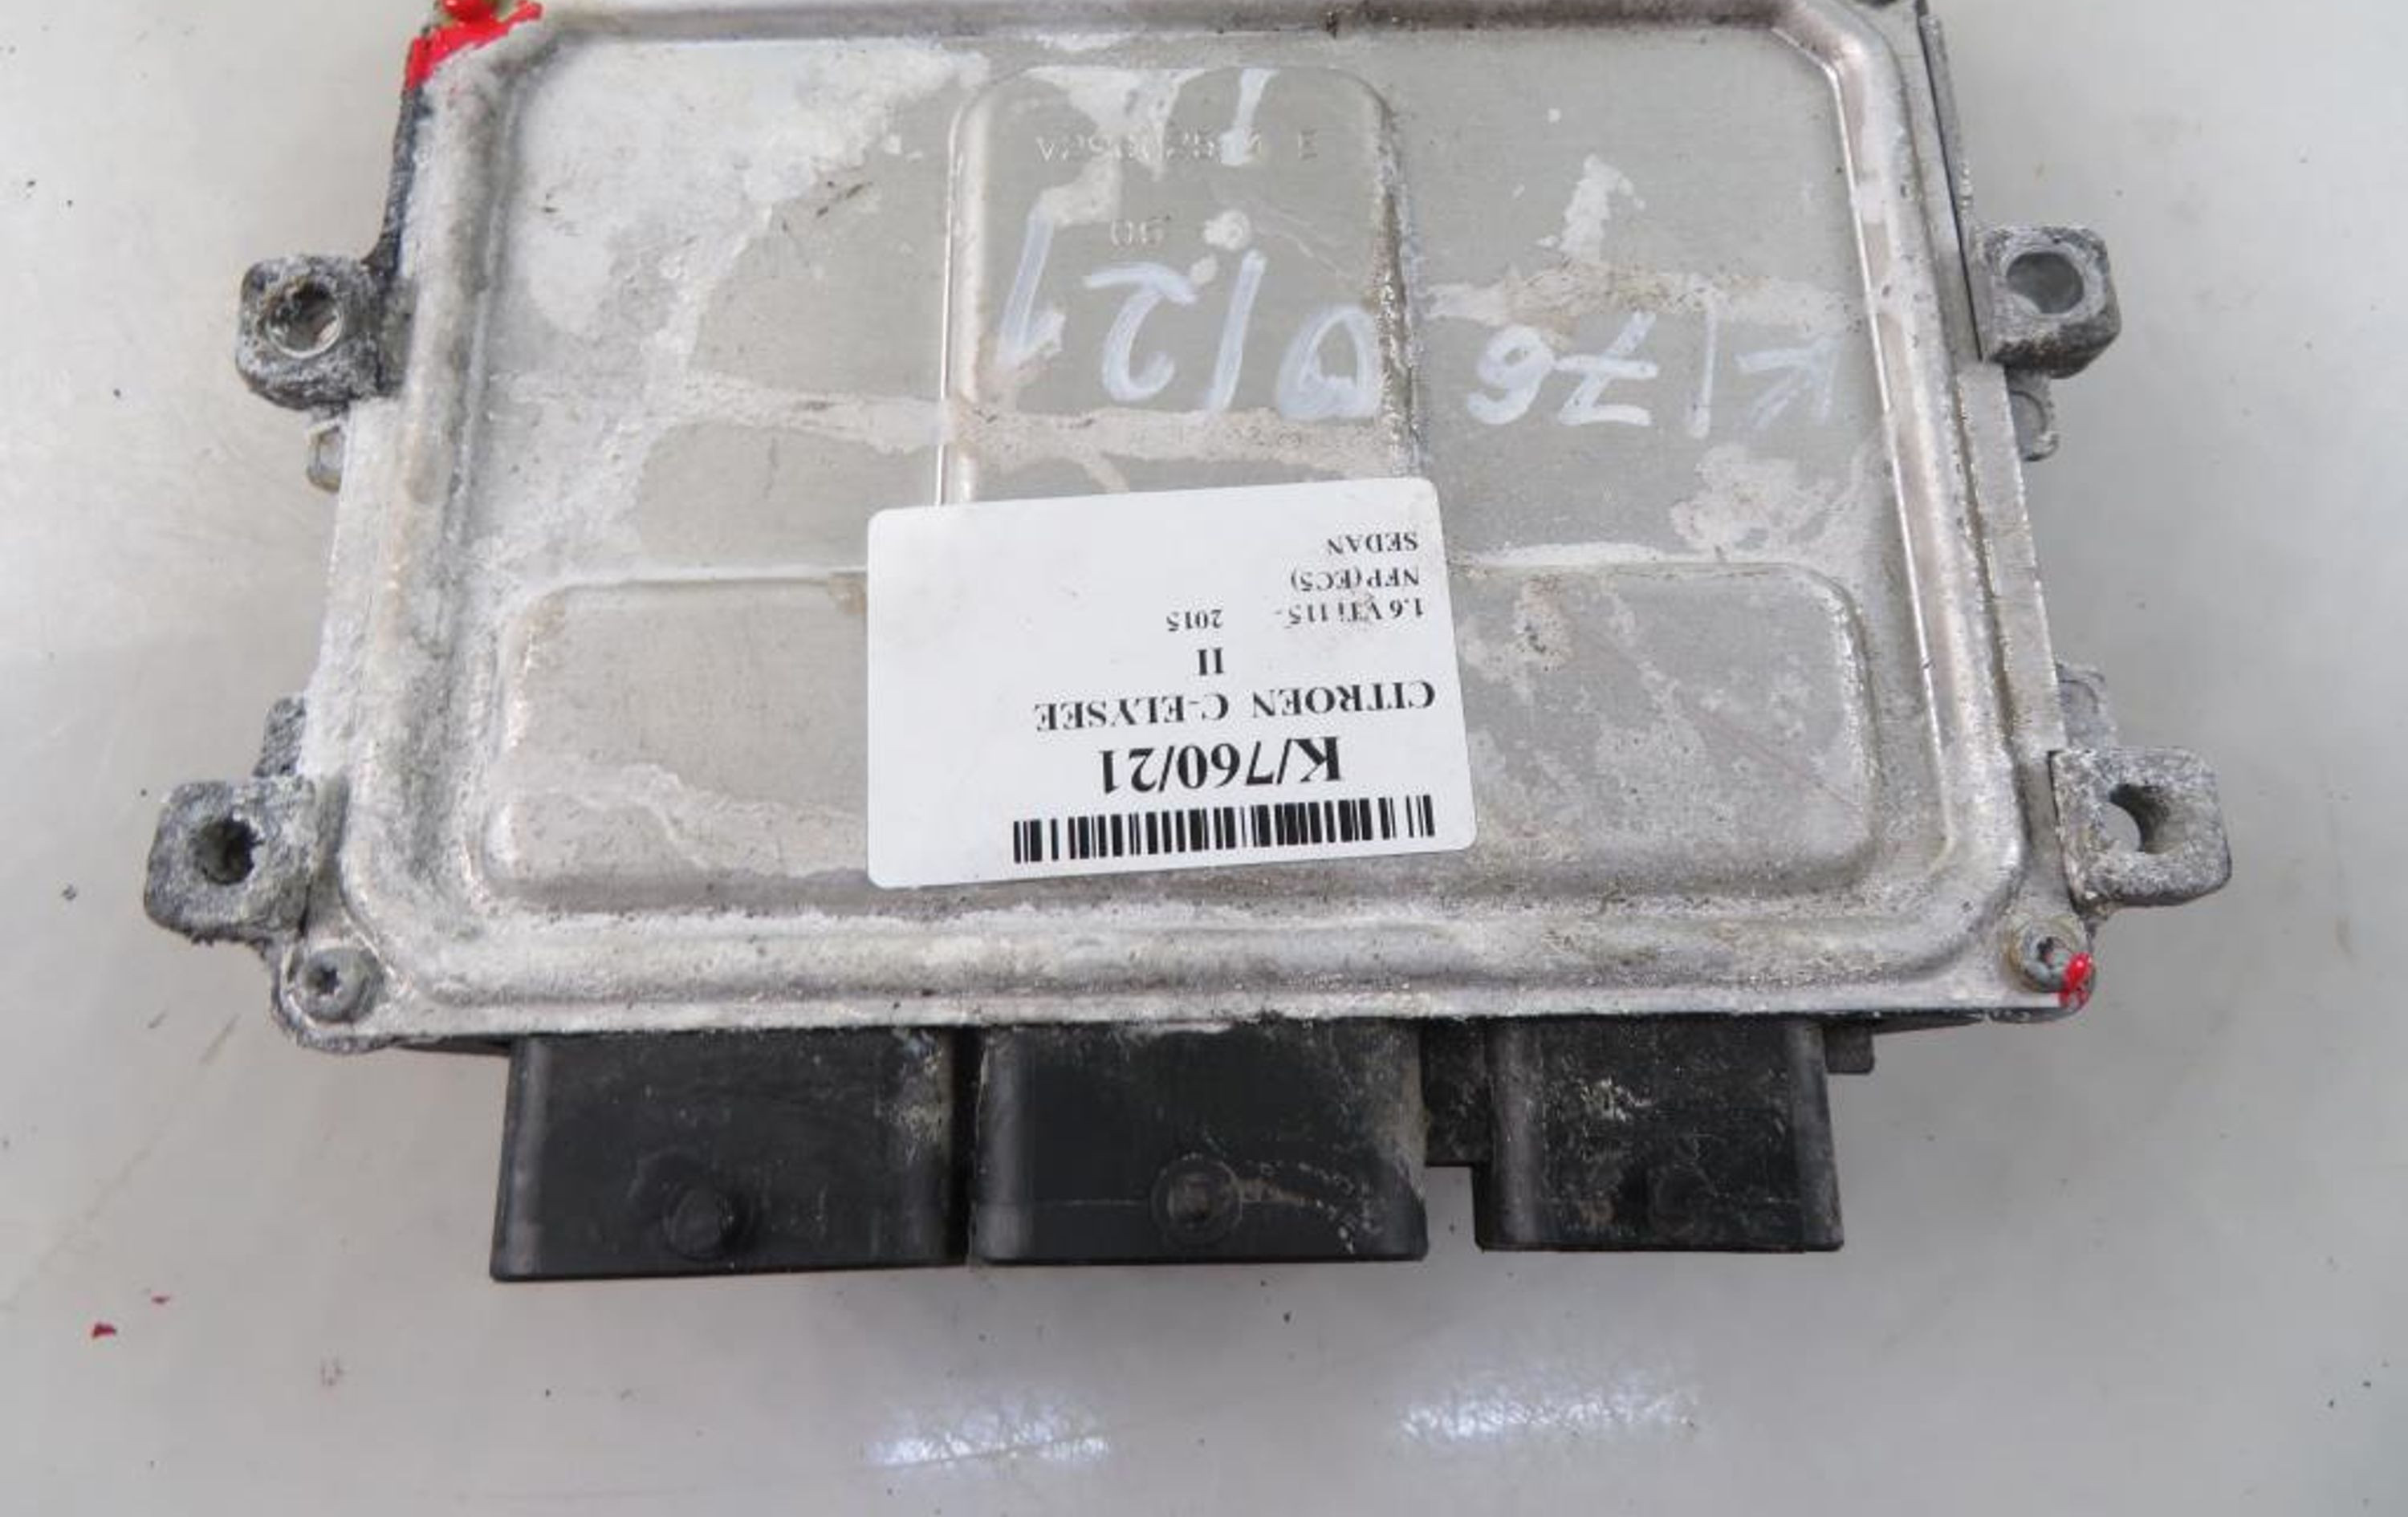 K/760/21
CITROEN C-ELYSEE
II
1.6 VTi 115- 2015
NFP(EC5)
SEDAN
K/760/21